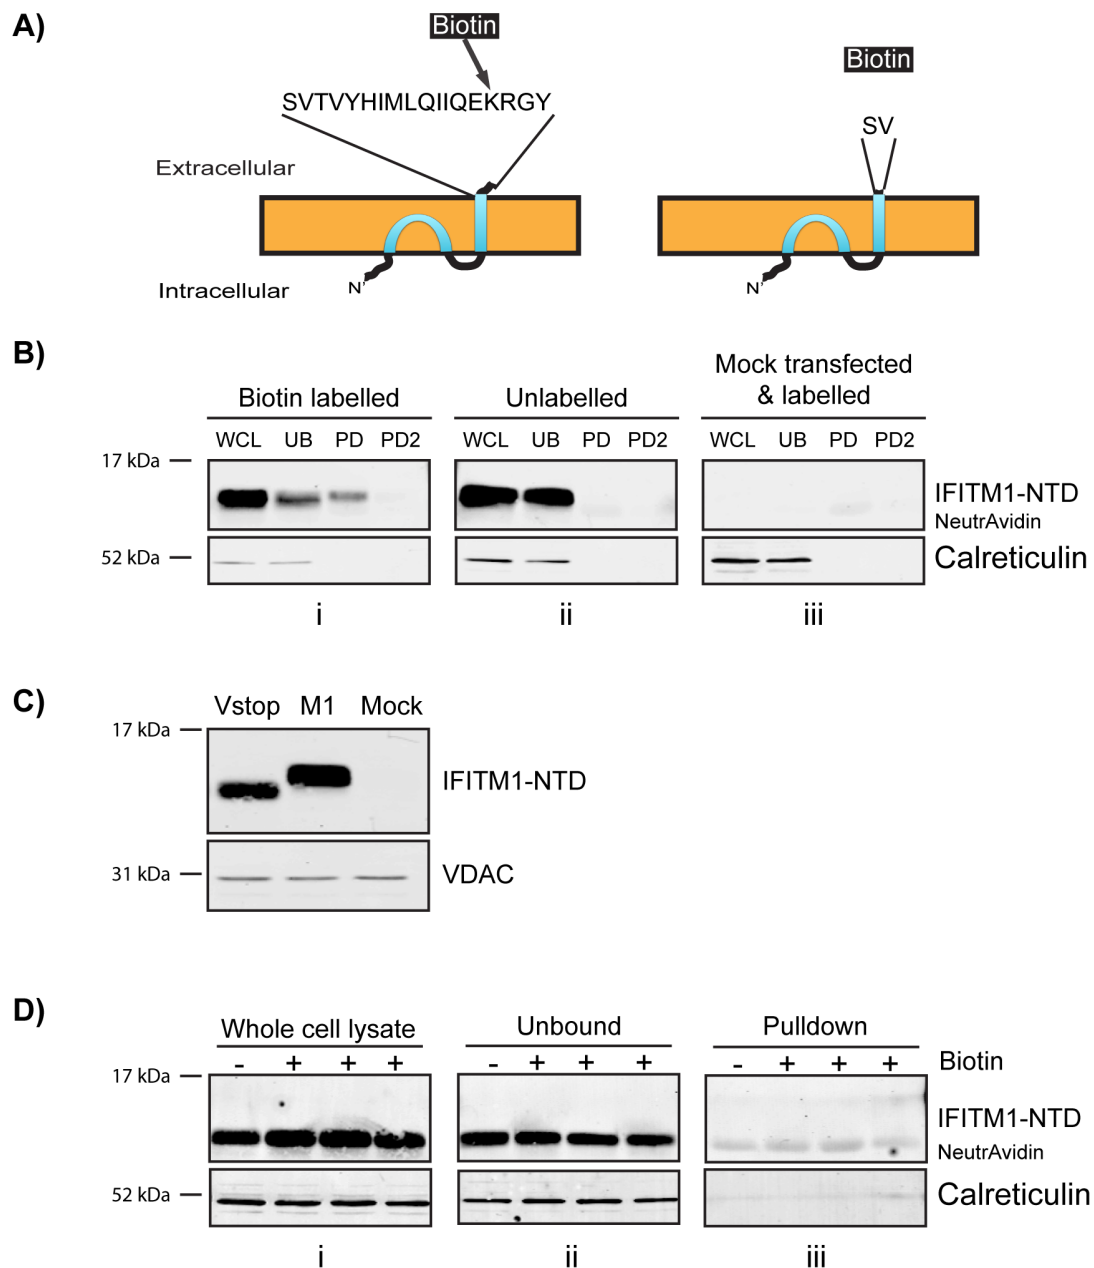 A)
Biotin
SVTVYHIMLQIIQEKRGY
Extracellular
Intracellular
N'
Biotin
SV
N'
B)
Biotin labelled
Unlabelled
Mock transfected
& labelled
WCL UB PD PD2
WCL UB PD PD2
WCL UB PD PD2
17 kDa
IFITM1-NTD
NeutrAvidin
52 kDa
Calreticulin
i
ii
iii
C)
Vstop M1 Mock
17 kDa
IFITM1-NTD
31 kDa
VDAC
D)
Whole cell lysate
Unbound
Pulldown
- + + +
- + + +
- + + +
Biotin
17 kDa
IFITM1-NTD
NeutrAvidin
52 kDa
Calreticulin
i
ii
iii